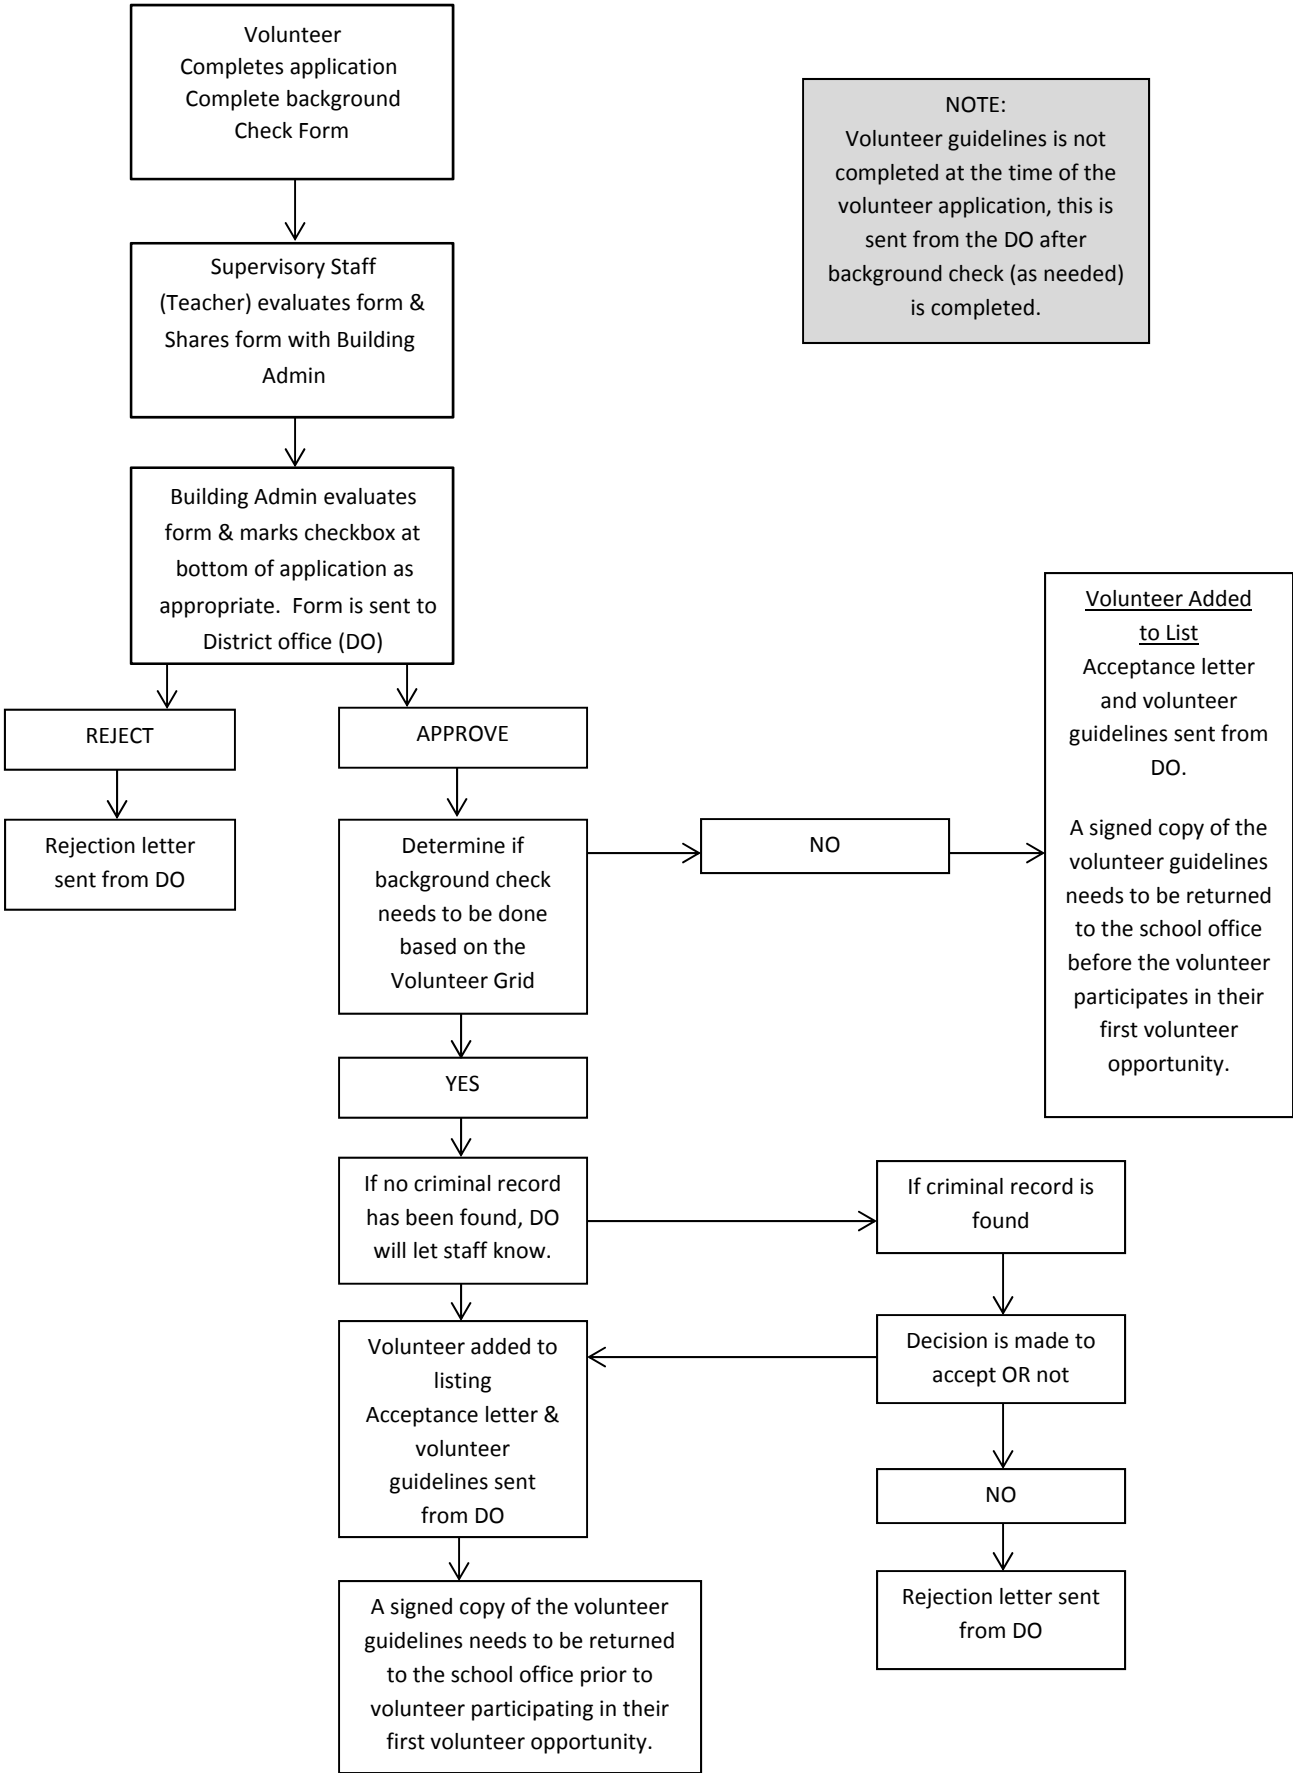 Volunteer
Completes application
Complete background
Check Form
NOTE:
Volunteer guidelines is not
completed at the time of the
volunteer application, this is
sent from the DO after
background check (as needed)
is completed.
Supervisory Staff
(Teacher) evaluates form &
Shares form with Building
Admin
Building Admin evaluates
form & marks checkbox at
bottom of application as
appropriate.  Form is sent to
District office (DO)
REJECT
APPROVE
Rejection letter
sent from DO
Determine if
background check
needs to be done
based on the
Volunteer Grid
NO
Volunteer Added
to List
Acceptance letter
and volunteer
guidelines sent from
DO.
A signed copy of the
volunteer guidelines
needs to be returned
to the school office
before the volunteer
participates in their
first volunteer
opportunity.
YES
If no criminal record
has been found, DO
will let staff know.
If criminal record is
found
Volunteer added to
listing
Acceptance letter &
volunteer
guidelines sent
from DO
Decision is made to
accept OR not
NO
Rejection letter sent
from DO
A signed copy of the volunteer
guidelines needs to be returned
to the school office prior to
volunteer participating in their
first volunteer opportunity.